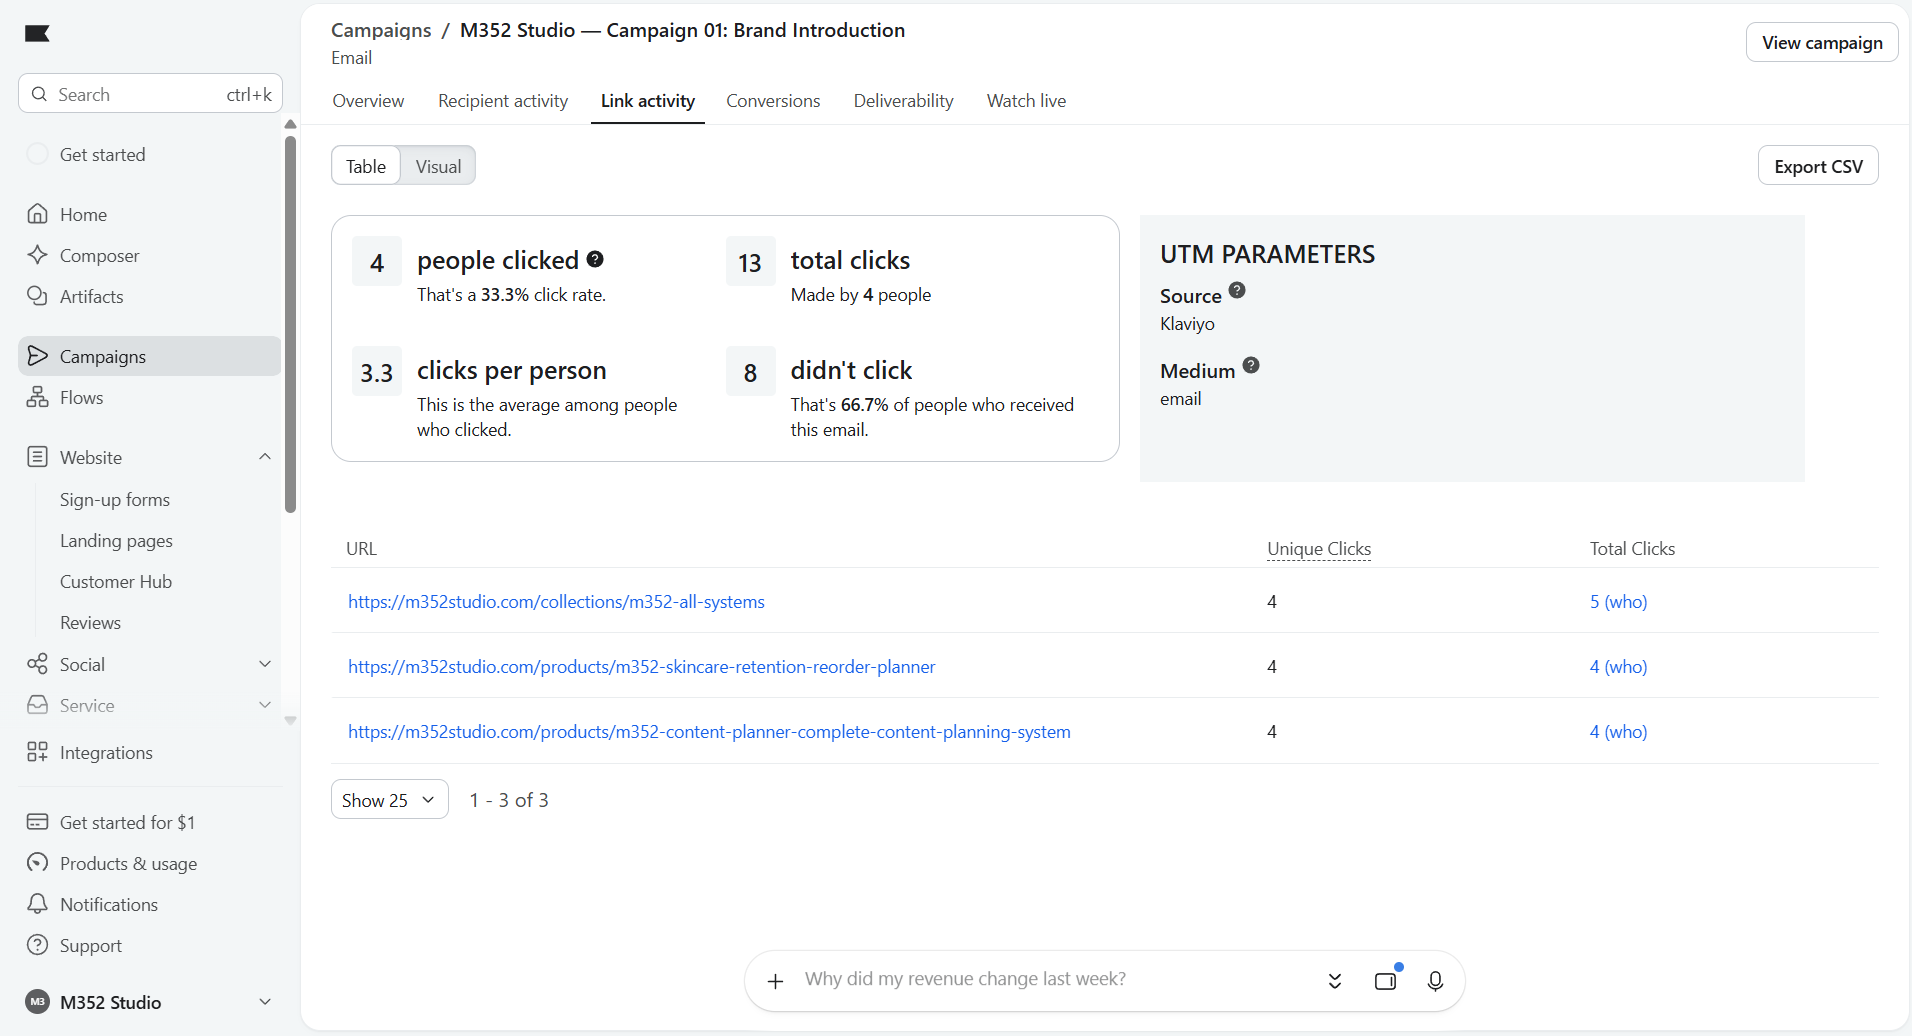 Search
ctrl+k
Get started
Home
Composer
Artifacts
Campaigns
Flows
Website
Sign-up forms
Landing pages
Customer Hub
Reviews
Social
Service
Integrations
Get started for $1
Products & usage
Notifications
Support
M3
M352 Studio
Campaigns / M352 Studio — Campaign 01: Brand Introduction
Email
View campaign
Overview
Recipient activity
Link activity
Conversions
Deliverability
Watch live
Table
Visual
Export CSV
4
people clicked ?
That's a 33.3% click rate.
13
total clicks
Made by 4 people
3.3
clicks per person
This is the average among people
who clicked.
8
didn't click
That's 66.7% of people who received
this email.
UTM PARAMETERS
Source ?
Klaviyo
Medium ?
email
URL
Unique Clicks
Total Clicks
https://m352studio.com/collections/m352-all-systems
4
5 (who)
https://m352studio.com/products/m352-skincare-retention-reorder-planner
4
4 (who)
https://m352studio.com/products/m352-content-planner-complete-content-planning-system
4
4 (who)
Show 25
1 - 3 of 3
Why did my revenue change last week?